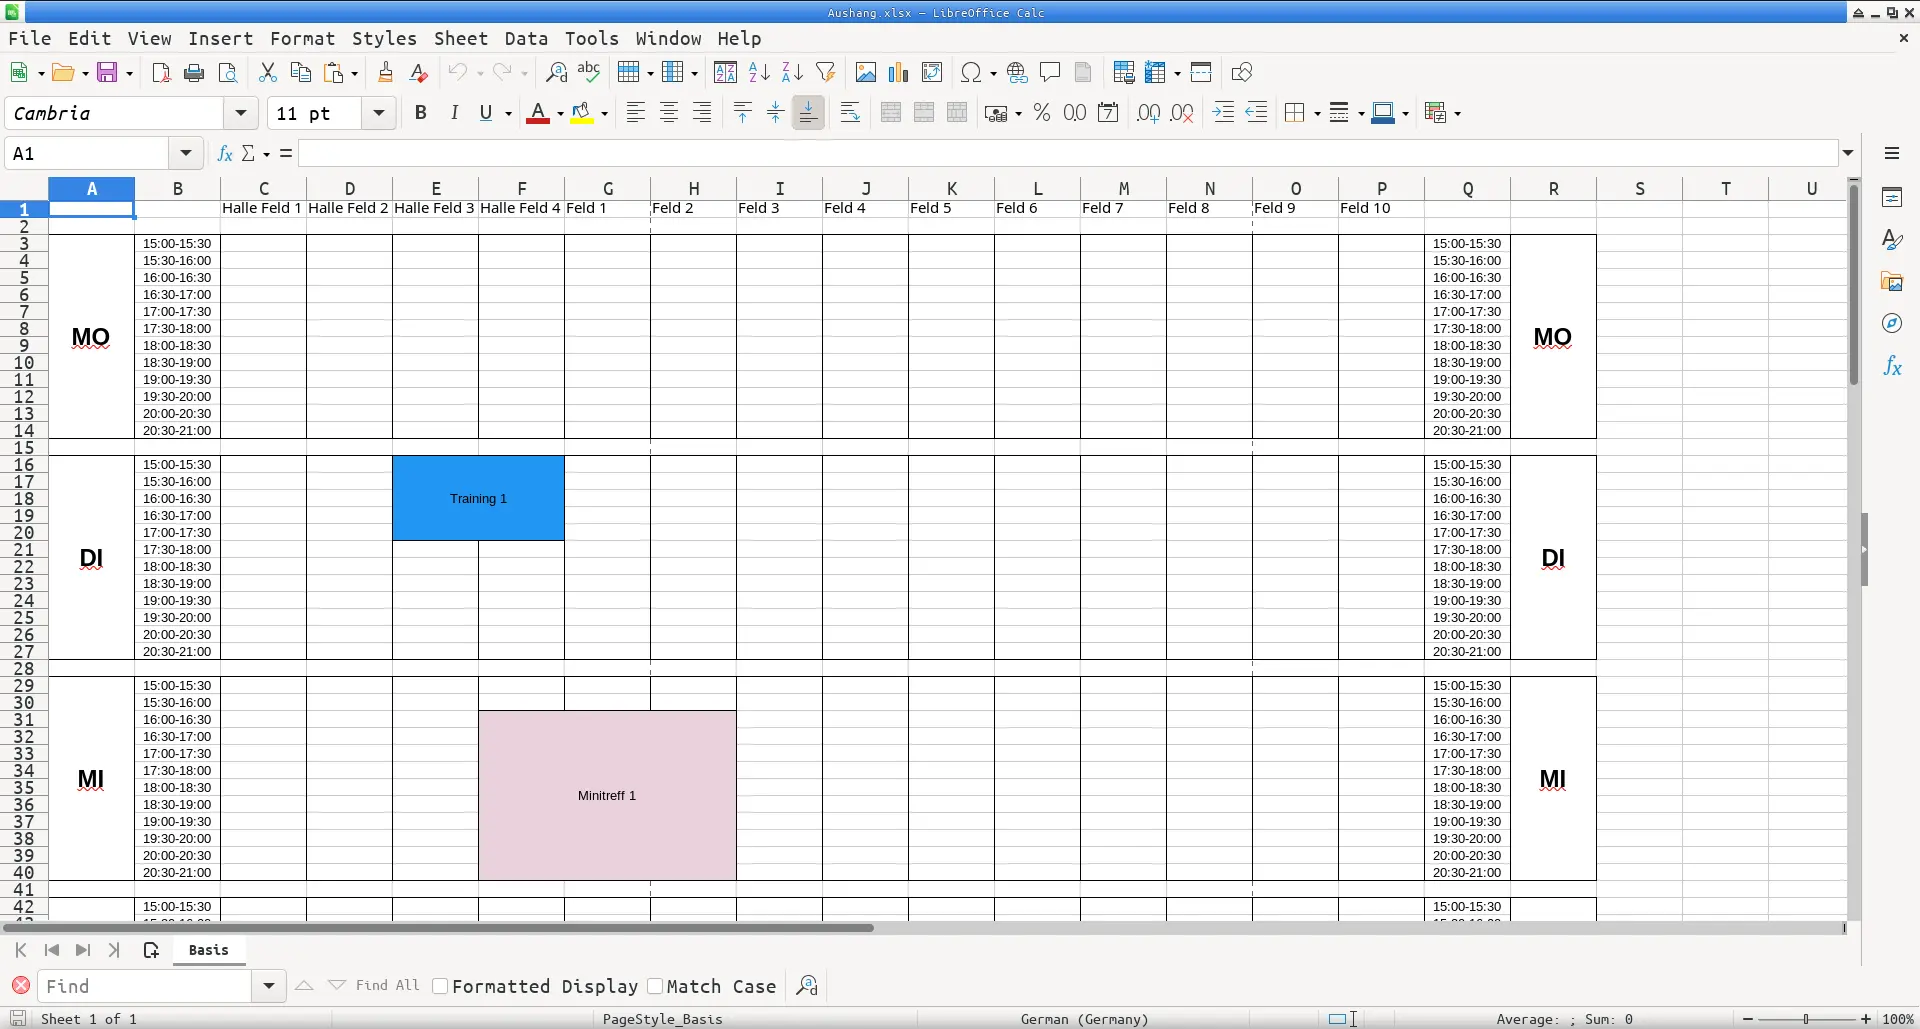 Aushang.xlsx — LibreOffice Calc
File Edit View Insert Format Styles Sheet Data Tools Window Help
Cambria 11 pt
A1
A B C D E F G H I J K L M N O P Q R S T U
1 Halle Feld 1 Halle Feld 2 Halle Feld 3 Halle Feld 4 Feld 1 Feld 2 Feld 3 Feld 4 Feld 5 Feld 6 Feld 7 Feld 8 Feld 9 Feld 10
2
3 15:00-15:30 15:00-15:30
4 15:30-16:00 15:30-16:00
5 16:00-16:30 16:00-16:30
6 16:30-17:00 16:30-17:00
7 17:00-17:30 17:00-17:30
8 17:30-18:00 17:30-18:00
MO MO
9 18:00-18:30 18:00-18:30
10 18:30-19:00 18:30-19:00
11 19:00-19:30 19:00-19:30
12 19:30-20:00 19:30-20:00
13 20:00-20:30 20:00-20:30
14 20:30-21:00 20:30-21:00
15
16 15:00-15:30 15:00-15:30
17 15:30-16:00 15:30-16:00
18 16:00-16:30 Training 1 16:00-16:30
19 16:30-17:00 16:30-17:00
20 17:00-17:30 17:00-17:30
21 17:30-18:00 17:30-18:00
DI DI
22 18:00-18:30 18:00-18:30
23 18:30-19:00 18:30-19:00
24 19:00-19:30 19:00-19:30
25 19:30-20:00 19:30-20:00
26 20:00-20:30 20:00-20:30
27 20:30-21:00 20:30-21:00
28
29 15:00-15:30 15:00-15:30
30 15:30-16:00 15:30-16:00
31 16:00-16:30 16:00-16:30
32 16:30-17:00 16:30-17:00
33 17:00-17:30 17:00-17:30
34 17:30-18:00 17:30-18:00
MI MI
35 18:00-18:30 18:00-18:30
Minitreff 1
36 18:30-19:00 18:30-19:00
37 19:00-19:30 19:00-19:30
38 19:30-20:00 19:30-20:00
39 20:00-20:30 20:00-20:30
40 20:30-21:00 20:30-21:00
41
42 15:00-15:30 15:00-15:30
Basis
Find Find All Formatted Display Match Case
Sheet 1 of 1 PageStyle_Basis German (Germany) Average: ; Sum: 0 100%